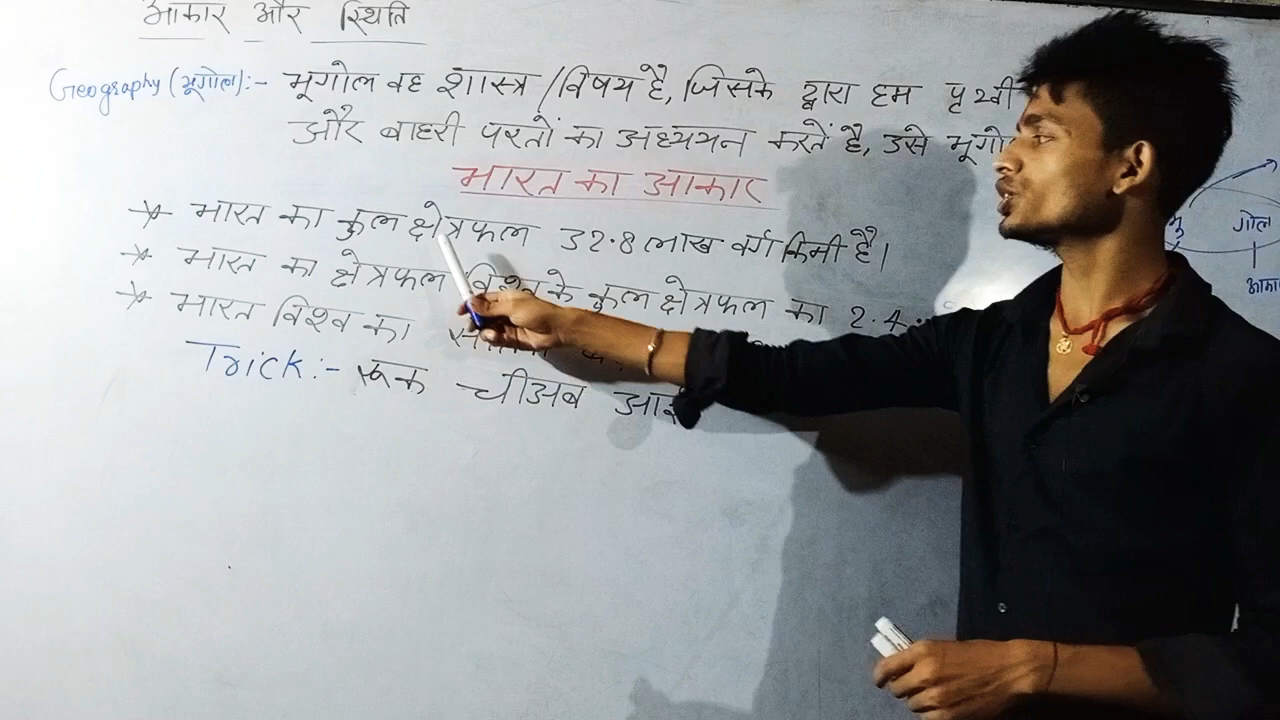 आकार और स्थिति
Geography (भूगोल):- भूगोल वह शास्त्र /विषय है, जिसके द्वारा हम पृथ्वी
और बाहरी परतों का अध्ययन करतें है, उसे भूगो
भारत का आकार
भारत का कुल क्षेत्रफल 32.8 लाख वर्ग किमी है।
भारत का क्षेत्रफल विश्व के कुल क्षेत्रफल का 2.4
भारत विश्व का
Trick:- रूक चीअब आई
गोल